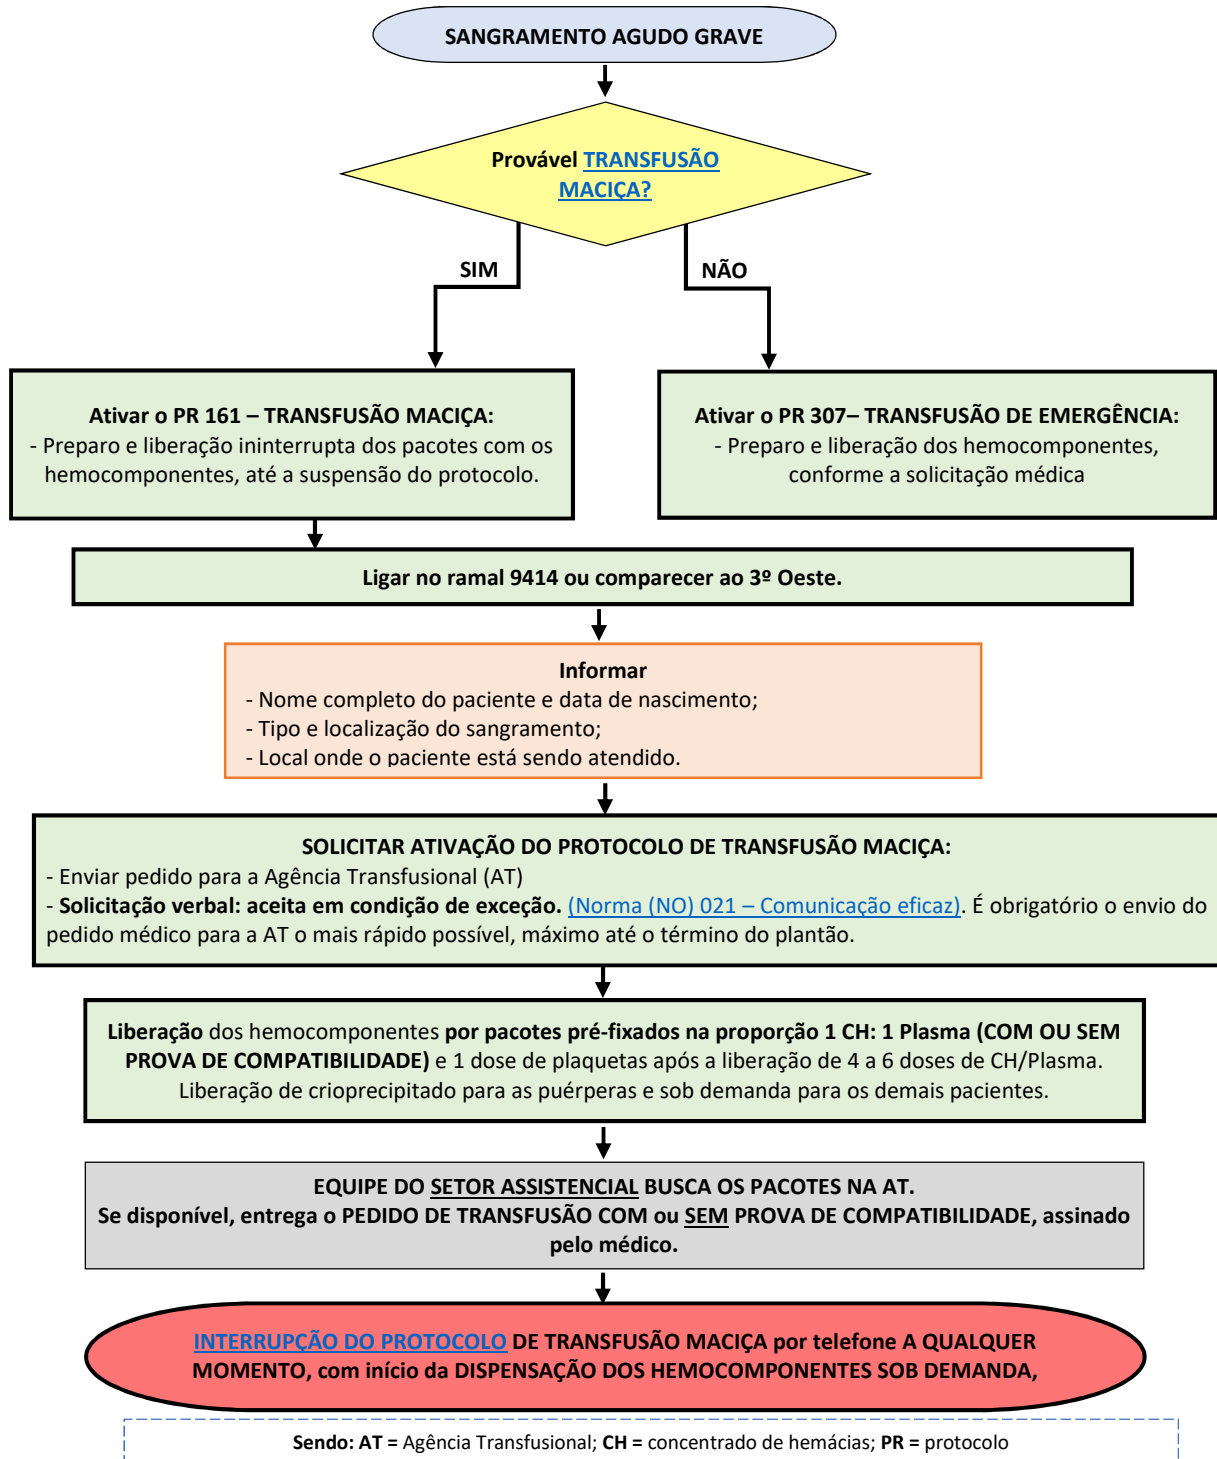 SANGRAMENTO AGUDO GRAVE
Provável TRANSFUSÃO
MACIÇA?
SIM
NÃO
Ativar o PR 161 – TRANSFUSÃO MACIÇA:
- Preparo e liberação ininterrupta dos pacotes com os
hemocomponentes, até a suspensão do protocolo.
Ativar o PR 307– TRANSFUSÃO DE EMERGÊNCIA:
- Preparo e liberação dos hemocomponentes,
conforme a solicitação médica
Ligar no ramal 9414 ou comparecer ao 3º Oeste.
Informar
- Nome completo do paciente e data de nascimento;
- Tipo e localização do sangramento;
- Local onde o paciente está sendo atendido.
SOLICITAR ATIVAÇÃO DO PROTOCOLO DE TRANSFUSÃO MACIÇA:
- Enviar pedido para a Agência Transfusional (AT)
- Solicitação verbal: aceita em condição de exceção. (Norma (NO) 021 – Comunicação eficaz). É obrigatório o envio do
pedido médico para a AT o mais rápido possível, máximo até o término do plantão.
Liberação dos hemocomponentes por pacotes pré-fixados na proporção 1 CH: 1 Plasma (COM OU SEM
PROVA DE COMPATIBILIDADE) e 1 dose de plaquetas após a liberação de 4 a 6 doses de CH/Plasma.
Liberação de crioprecipitado para as puérperas e sob demanda para os demais pacientes.
EQUIPE DO SETOR ASSISTENCIAL BUSCA OS PACOTES NA AT.
Se disponível, entrega o PEDIDO DE TRANSFUSÃO COM ou SEM PROVA DE COMPATIBILIDADE, assinado
pelo médico.
INTERRUPÇÃO DO PROTOCOLO DE TRANSFUSÃO MACIÇA por telefone A QUALQUER
MOMENTO, com início da DISPENSAÇÃO DOS HEMOCOMPONENTES SOB DEMANDA,
Sendo: AT = Agência Transfusional; CH = concentrado de hemácias; PR = protocolo